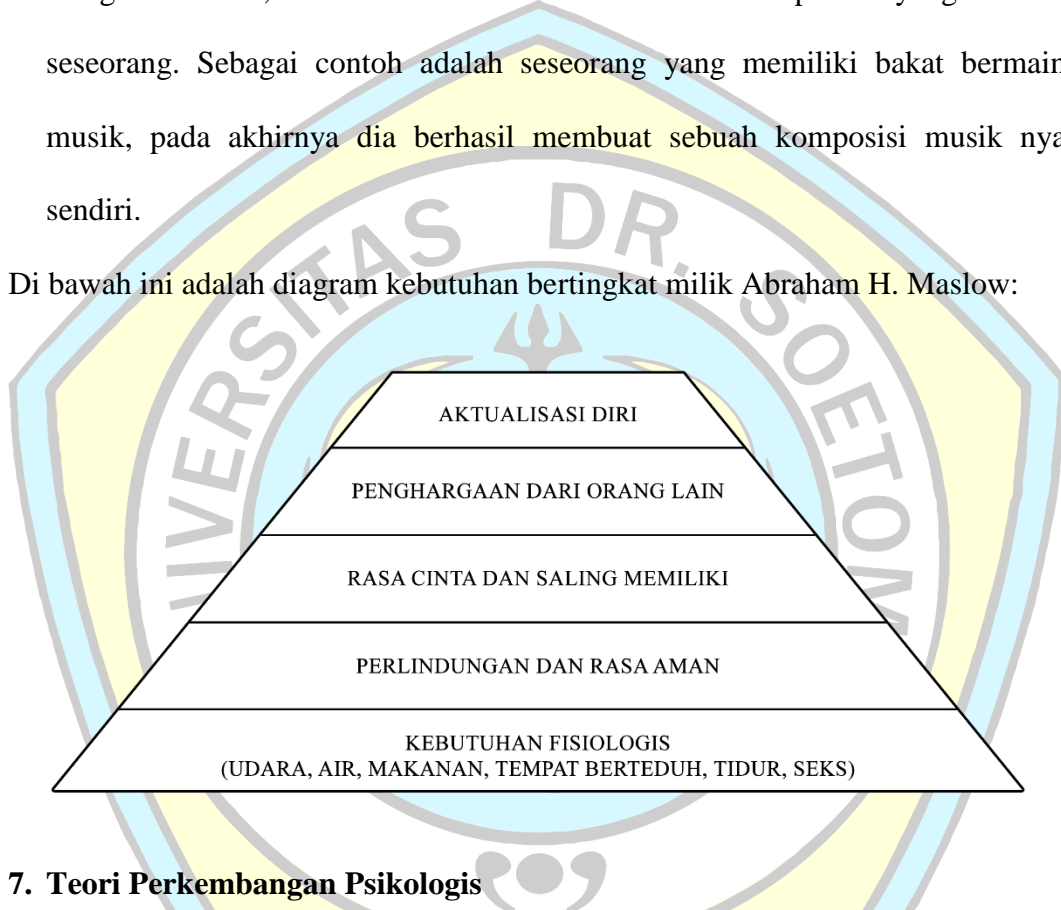 seseorang. Sebagai contoh adalah seseorang yang memiliki bakat bermain
musik, pada akhirnya dia berhasil membuat sebuah komposisi musik nya
sendiri.
Di bawah ini adalah diagram kebutuhan bertingkat milik Abraham H. Maslow:
AKTUALISASI DIRI
PENGHARGAAN DARI ORANG LAIN
RASA CINTA DAN SALING MEMILIKI
PERLINDUNGAN DAN RASA AMAN
KEBUTUHAN FISIOLOGIS
(UDARA, AIR, MAKANAN, TEMPAT BERTEDUH, TIDUR, SEKS)
7. Teori Perkembangan Psikologis
DR. SOETOM